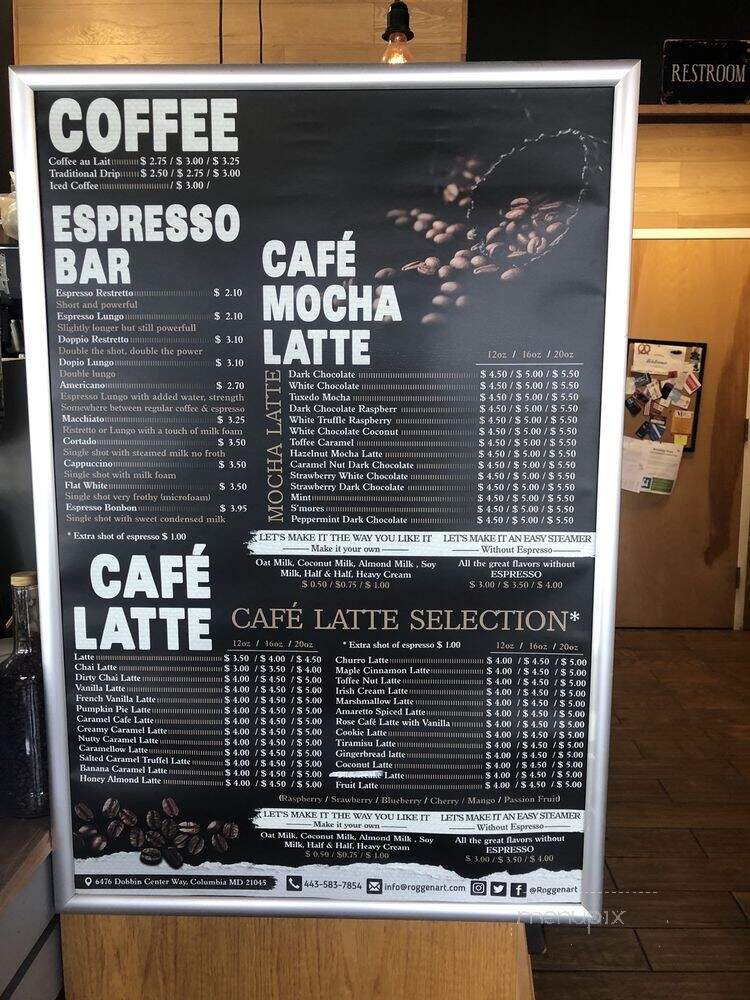 RESTROOM
COFFEE
Coffee au Lait $ 2.75 / $ 3.00 / $ 3.25
Traditional Drip $ 2.50 / $ 2.75 / $ 3.00
Iced Coffee / $ 3.00 /
ESPRESSO
BAR
Espresso Restretto $ 2.10
Short and powerful
Espresso Lungo $ 2.10
Slightly longer but still powerfull
Doppio Restretto $ 3.10
Double the shot, double the power
Dopio Lungo $ 3.10
Double lungo
Americano $ 2.70
Espresso Lungo with added water, strength
Somewhere between regular coffee & espresso
Macchiato $ 3.25
Ristretto or Lungo with a touch of milk foam
Cortado $ 3.50
Single shot with steamed milk no froth
Cappuccino $ 3.50
Single shot with milk foam
Flat White $ 3.50
Single shot very frothy (microfoam)
Espresso Bonbon $ 3.95
Single shot with sweet condensed milk
* Extra shot of espresso $ 1.00
CAFÉ
MOCHA
LATTE
12oz / 16oz / 20oz
MOCHA LATTE
Dark Chocolate $ 4.50 / $ 5.00 / $ 5.50
White Chocolate $ 4.50 / $ 5.00 / $ 5.50
Tuxedo Mocha $ 4.50 / $ 5.00 / $ 5.50
Dark Chocolate Raspberr $ 4.50 / $ 5.00 / $ 5.50
White Truffle Raspberry $ 4.50 / $ 5.00 / $ 5.50
White Chocolate Coconut $ 4.50 / $ 5.00 / $ 5.50
Toffee Caramel $ 4.50 / $ 5.00 / $ 5.50
Hazelnut Mocha Latte $ 4.50 / $ 5.00 / $ 5.50
Caramel Nut Dark Chocolate $ 4.50 / $ 5.00 / $ 5.50
Strawberry White Chocolate $ 4.50 / $ 5.00 / $ 5.50
Strawberry Dark Chocolate $ 4.50 / $ 5.00 / $ 5.50
Mint $ 4.50 / $ 5.00 / $ 5.50
S'mores $ 4.50 / $ 5.00 / $ 5.50
Peppermint Dark Chocolate $ 4.50 / $ 5.00 / $ 5.50
LET'S MAKE IT THE WAY YOU LIKE IT
Make it your own
Oat Milk, Coconut Milk, Almond Milk , Soy
Milk, Half & Half, Heavy Cream
$ 0.50 / $0.75 / $ 1.00
LET'S MAKE IT AN EASY STEAMER
Without Espresso
All the great flavors without
ESPRESSO
$ 3.00 / $ 3.50 / $ 4.00
CAFÉ
LATTE
CAFÉ LATTE SELECTION*
12oz / 16oz / 20oz
Latte $ 3.50 / $ 4.00 / $ 4.50
Chai Latte $ 3.00 / $ 3.50 / $ 4.00
Dirty Chai Latte $ 4.00 / $ 4.50 / $ 5.00
Vanilla Latte $ 4.00 / $ 4.50 / $ 5.00
French Vanilla Latte $ 4.00 / $ 4.50 / $ 5.00
Pumpkin Pie Latte $ 4.00 / $ 4.50 / $ 5.00
Caramel Cafe Latte $ 4.00 / $ 4.50 / $ 5.00
Creamy Caramel Latte $ 4.00 / $ 4.50 / $ 5.00
Nutty Caramel Latte $ 4.00 / $ 4.50 / $ 5.00
Caramellow Latte $ 4.00 / $ 4.50 / $ 5.00
Salted Caramel Truffel Latte $ 4.00 / $ 4.50 / $ 5.00
Banana Caramel Latte $ 4.00 / $ 4.50 / $ 5.00
Honey Almond Latte $ 4.00 / $ 4.50 / $ 5.00
* Extra shot of espresso $ 1.00
12oz / 16oz / 20oz
Churro Latte $ 4.00 / $ 4.50 / $ 5.00
Maple Cinnamon Latte $ 4.00 / $ 4.50 / $ 5.00
Toffee Nut Latte $ 4.00 / $ 4.50 / $ 5.00
Irish Cream Latte $ 4.00 / $ 4.50 / $ 5.00
Marshmallow Latte $ 4.00 / $ 4.50 / $ 5.00
Amaretto Spiced Latte $ 4.00 / $ 4.50 / $ 5.00
Rose Café Latte with Vanilla $ 4.00 / $ 4.50 / $ 5.00
Cookie Latte $ 4.00 / $ 4.50 / $ 5.00
Tiramisu Latte $ 4.00 / $ 4.50 / $ 5.00
Gingerbread Latte $ 4.00 / $ 4.50 / $ 5.00
Coconut Latte $ 4.00 / $ 4.50 / $ 5.00
Latte $ 4.00 / $ 4.50 / $ 5.00
Fruit Latte $ 4.00 / $ 4.50 / $ 5.00
(Raspberry / Srawberry / Blueberry / Cherry / Mango / Passion Fruit)
LET'S MAKE IT THE WAY YOU LIKE IT
Make it your own
Oat Milk, Coconut Milk, Almond Milk , Soy
Milk, Half & Half, Heavy Cream
$ 0.50 / $0.75 / $ 1.00
LET'S MAKE IT AN EASY STEAMER
Without Espresso
All the great flavors without
ESPRESSO
$ 3.00 / $ 3.50 / $ 4.00
6476 Dobbin Center Way, Columbia MD 21045
443-583-7854
info@roggenart.com
@Roggenart
menupix